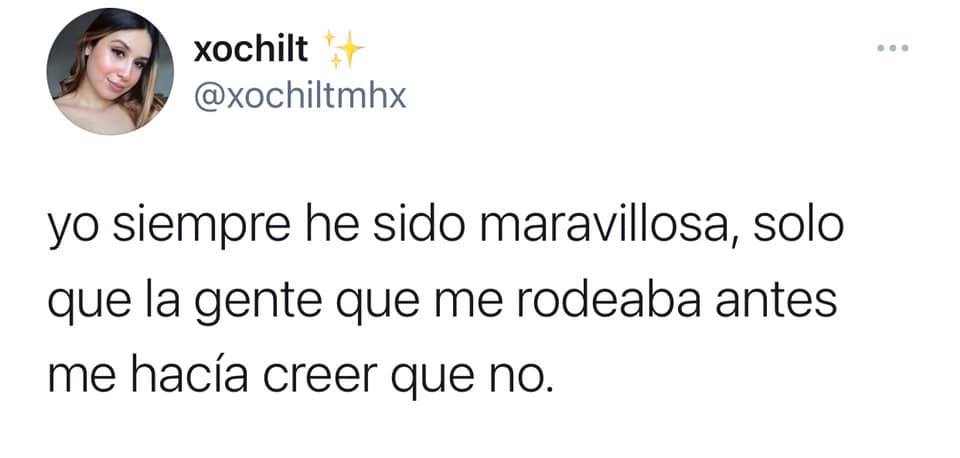 xochilt ✨
@xochiltmhx
yo siempre he sido maravillosa, solo
que la gente que me rodeaba antes
me hacía creer que no.